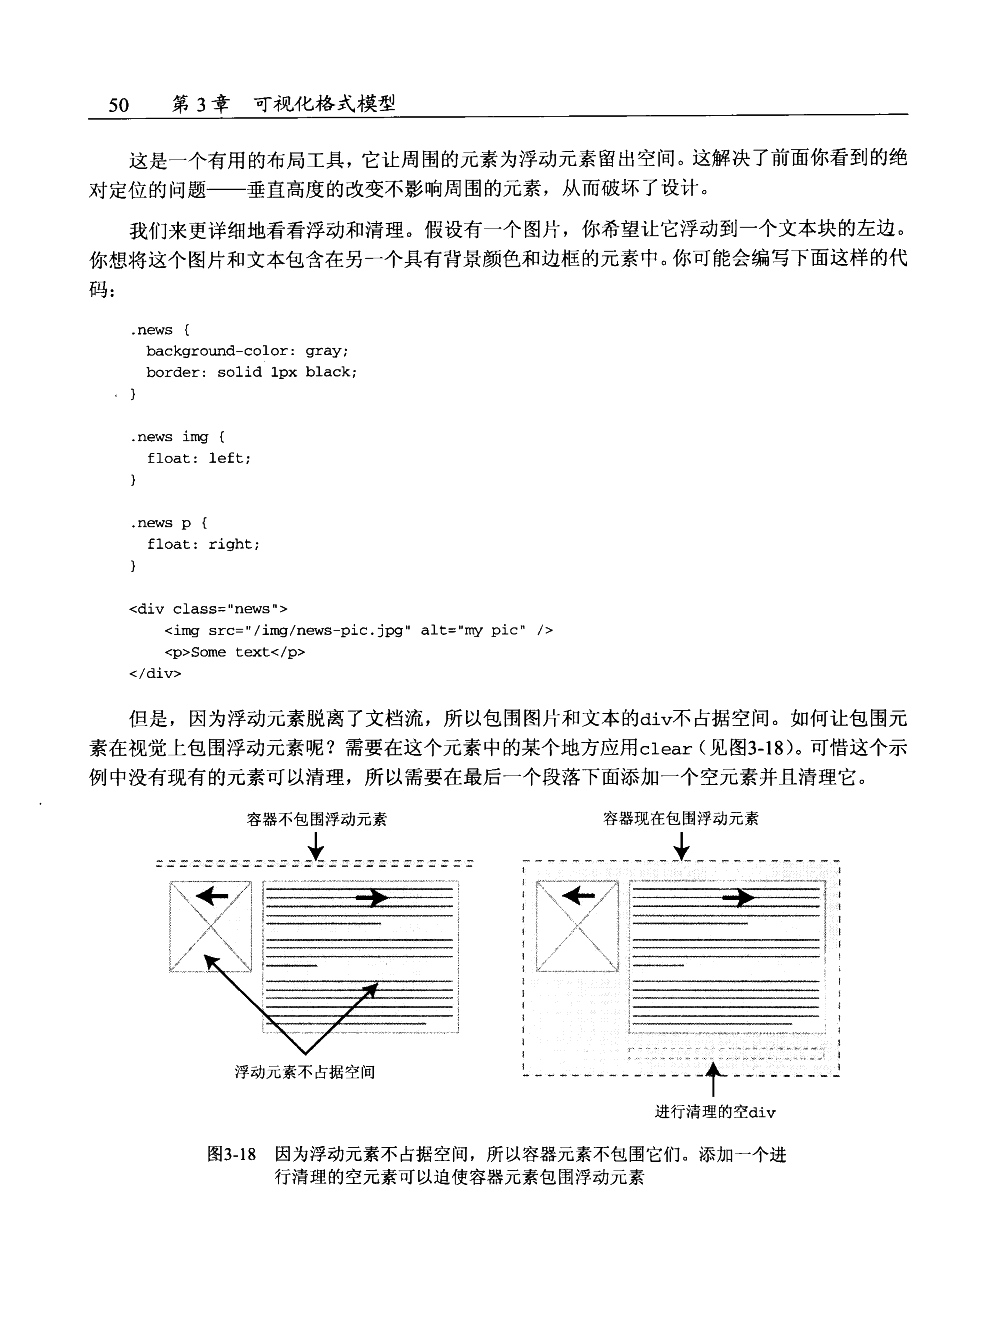 50 第 3 章 可视化格式模型
这是一个有用的布局工具，它让周围的元素为浮动元素留出空间。这解决了前面你看到的绝
对定位的问题——垂直高度的改变不影响周围的元素，从而破坏了设计。
我们来更详细地看看浮动和清理。假设有一个图片，你希望让它浮动到一个文本块的左边。
你想将这个图片和文本包含在另一个具有背景颜色和边框的元素中。你可能会编写下面这样的代
码：
.news {
background-color: gray;
border: solid 1px black;
}
.news img {
float: left;
}
.news p {
float: right;
}
<div class="news">
<img src="/img/news-pic.jpg" alt="my pic" />
<p>Some text</p>
</div>
但是，因为浮动元素脱离了文档流，所以包围图片和文本的div不占据空间。如何让包围元
素在视觉上包围浮动元素呢？需要在这个元素中的某个地方应用clear（见图3-18）。可惜这个示
例中没有现有的元素可以清理，所以需要在最后一个段落下面添加一个空元素并且清理它。
容器不包围浮动元素
容器现在包围浮动元素
浮动元素不占据空间
进行清理的空div
图3-18 因为浮动元素不占据空间，所以容器元素不包围它们。添加一个进
行清理的空元素可以迫使容器元素包围浮动元素